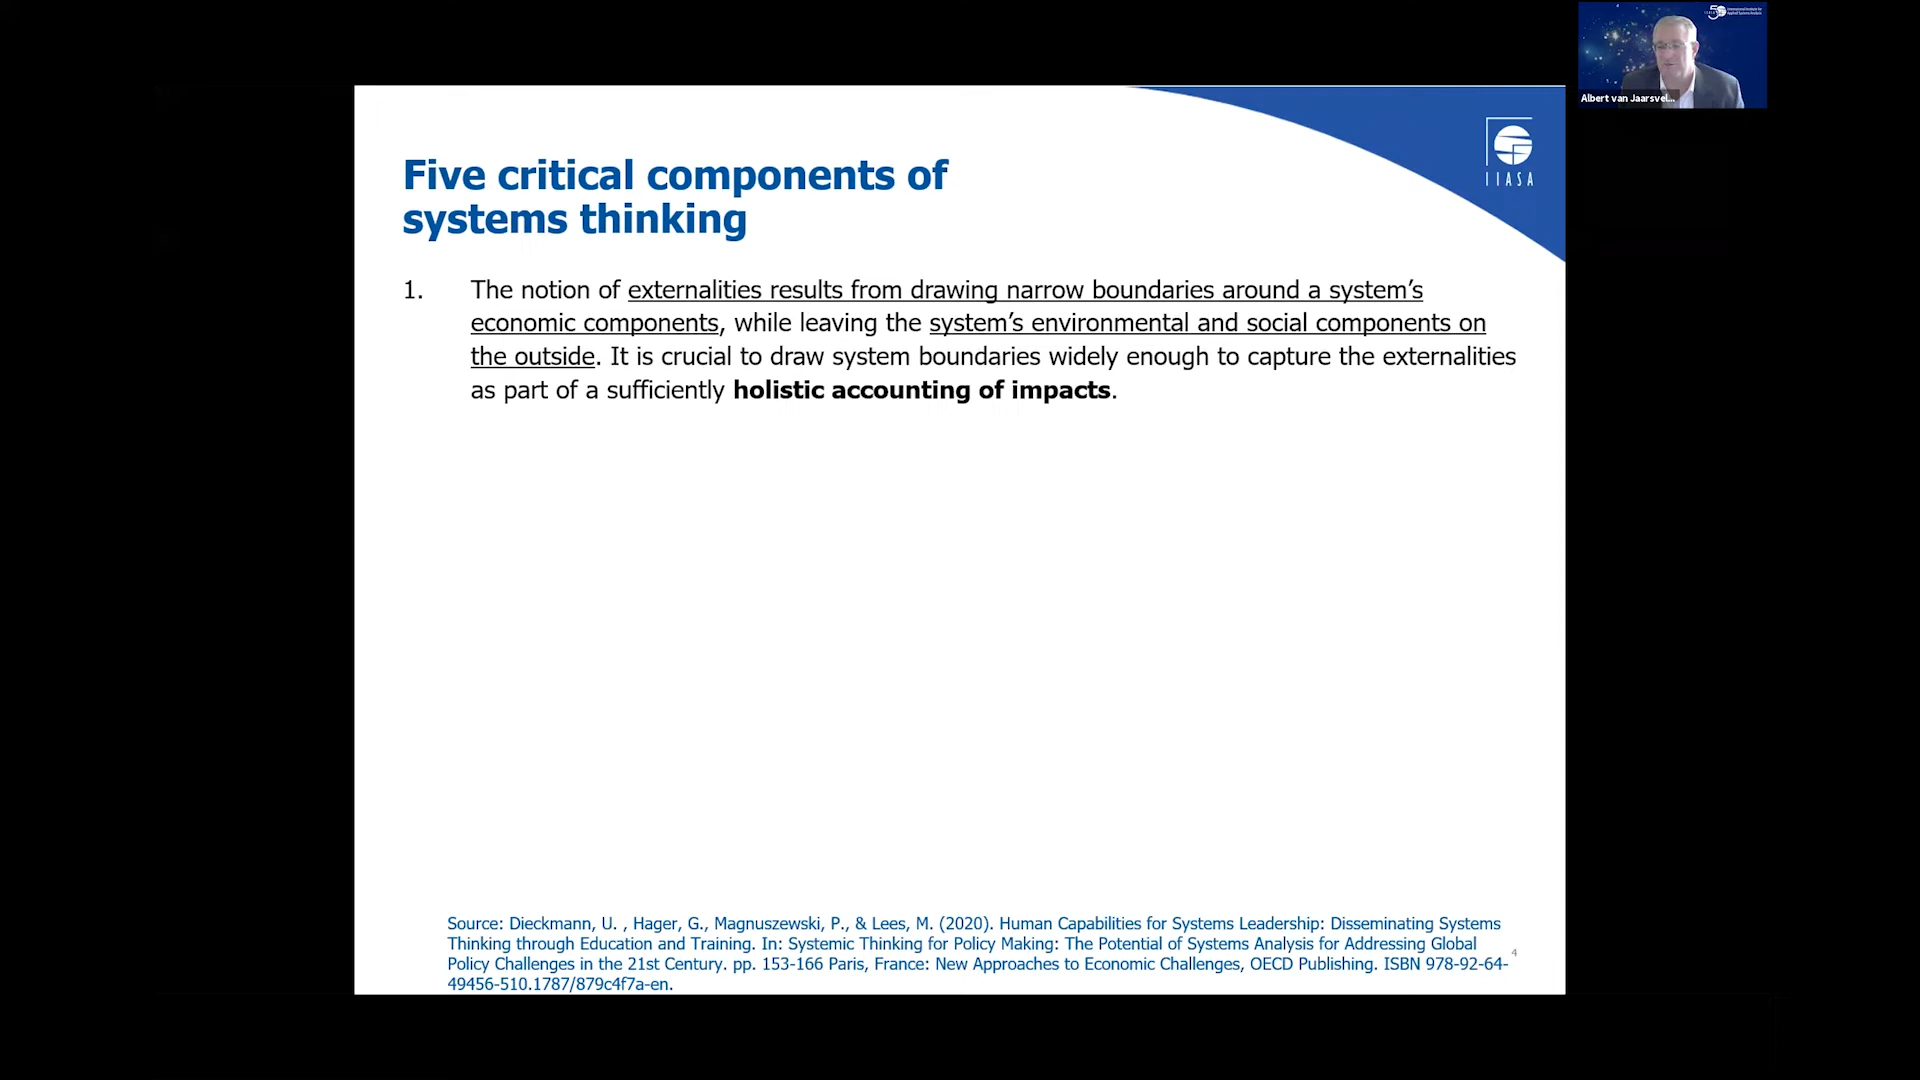 Albert van Jaarsvel...
IIASA
Five critical components of
systems thinking
1. The notion of externalities results from drawing narrow boundaries around a system’s
economic components, while leaving the system’s environmental and social components on
the outside. It is crucial to draw system boundaries widely enough to capture the externalities
as part of a sufficiently holistic accounting of impacts.
Source: Dieckmann, U. , Hager, G., Magnuszewski, P., & Lees, M. (2020). Human Capabilities for Systems Leadership: Disseminating Systems
Thinking through Education and Training. In: Systemic Thinking for Policy Making: The Potential of Systems Analysis for Addressing Global
Policy Challenges in the 21st Century. pp. 153-166 Paris, France: New Approaches to Economic Challenges, OECD Publishing. ISBN 978-92-64-
49456-510.1787/879c4f7a-en.
4